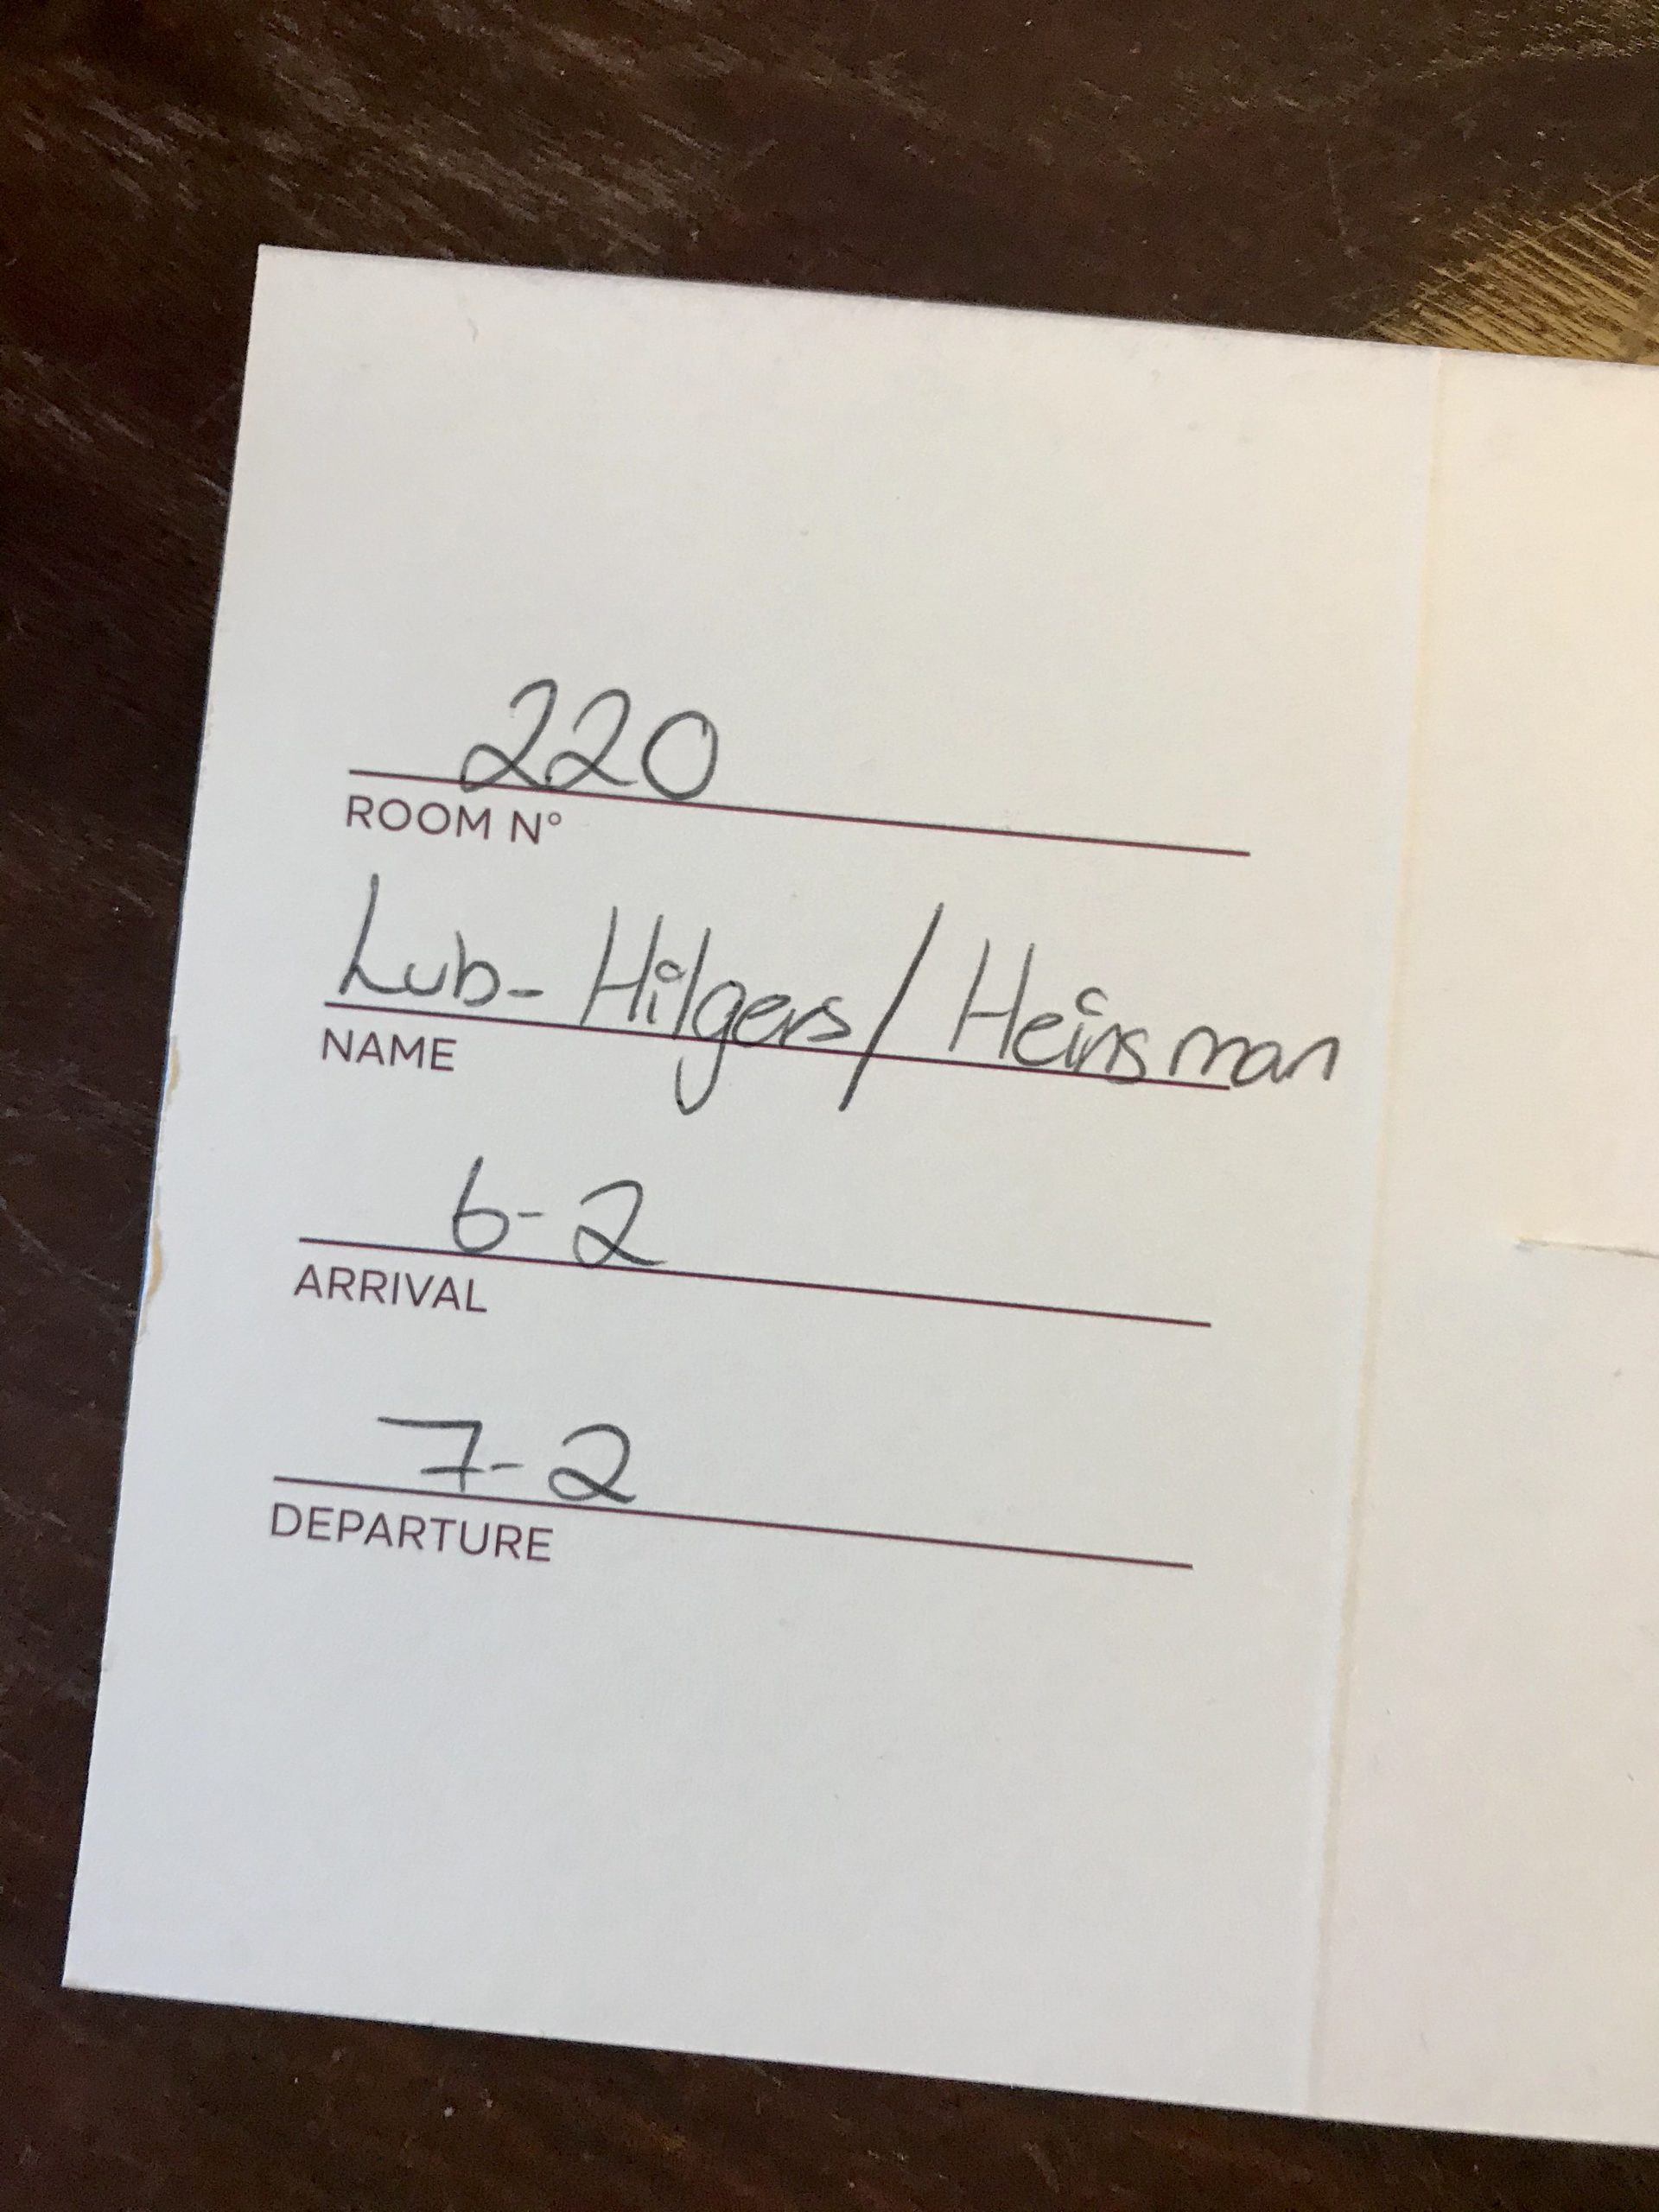 220
ROOM N°
Lub-Hilgers/Heinsman
NAME
6-2
ARRIVAL
7-2
DEPARTURE